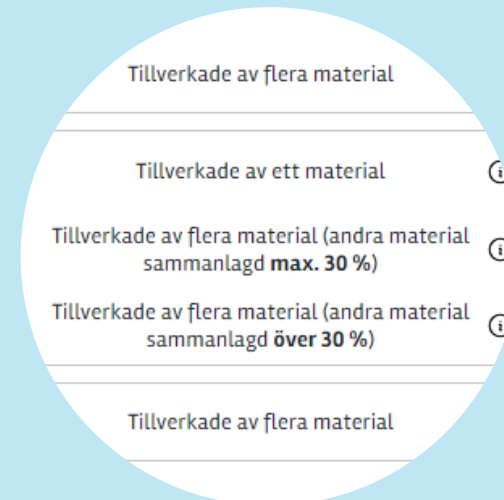 Tillverkade av flera material
Tillverkade av ett material
Tillverkade av flera material (andra material
sammanlagd max. 30 %)
Tillverkade av flera material (andra material
sammanlagd över 30 %)
Tillverkade av flera material